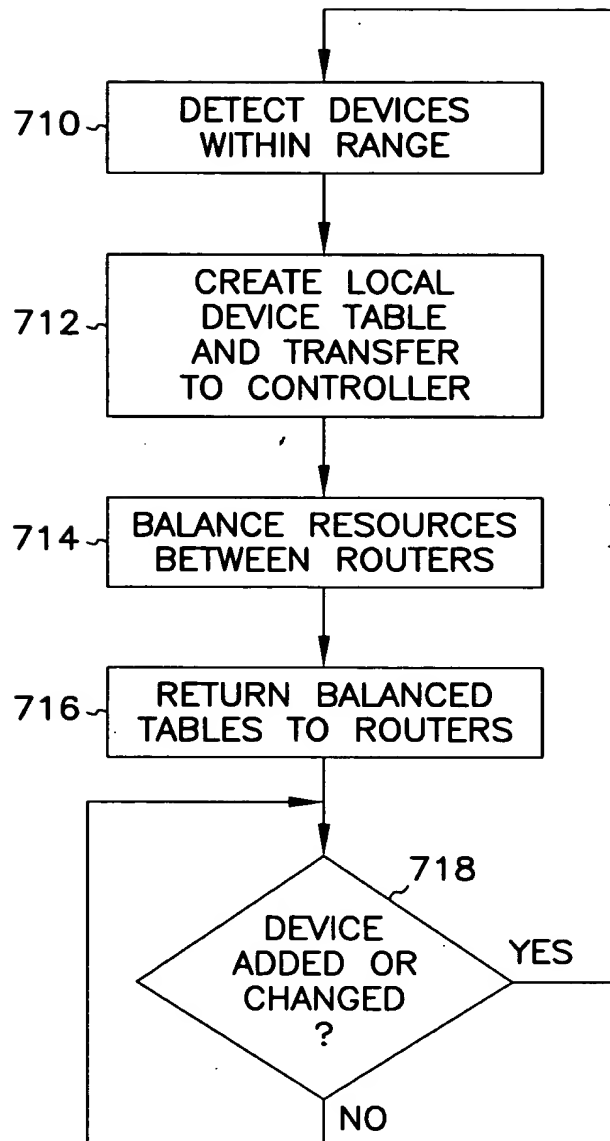 710
DETECT DEVICES
WITHIN RANGE
712
CREATE LOCAL
DEVICE TABLE
AND TRANSFER
TO CONTROLLER
714
BALANCE RESOURCES
BETWEEN ROUTERS
716
RETURN BALANCED
TABLES TO ROUTERS
718
DEVICE
ADDED OR
CHANGED
?
YES
NO